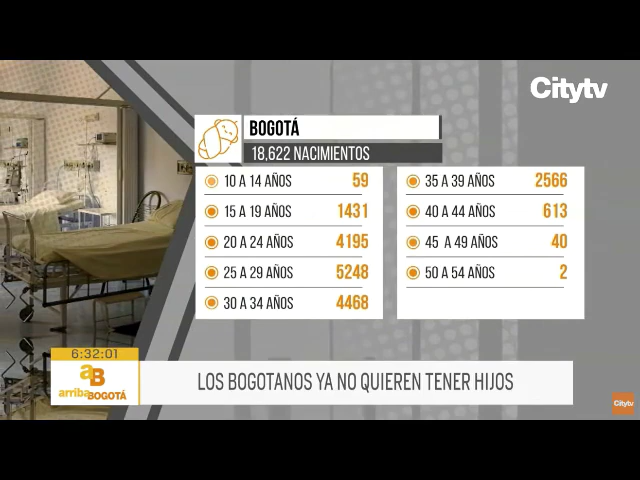 Citytv
BOGOTÁ
18,622 NACIMIENTOS
10 A 14 AÑOS 59
15 A 19 AÑOS 1431
20 A 24 AÑOS 4195
25 A 29 AÑOS 5248
30 A 34 AÑOS 4468
35 A 39 AÑOS 2566
40 A 44 AÑOS 613
45 A 49 AÑOS 40
50 A 54 AÑOS 2
6:32:01
aB
arriba BOGOTÁ
LOS BOGOTANOS YA NO QUIEREN TENER HIJOS
Citytv